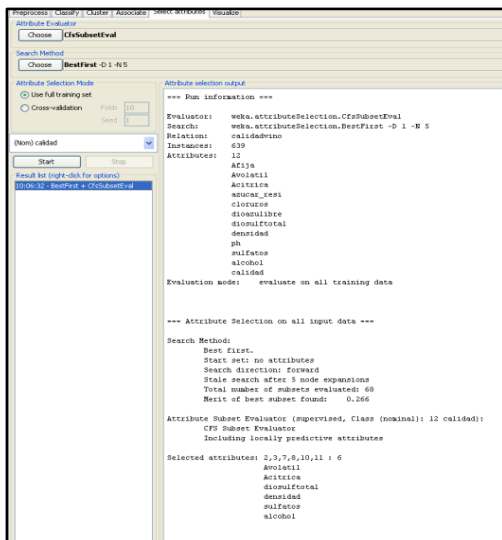 Preprocess Classify Cluster Associate Select attributes Visualize
Attribute Evaluator
Choose CfsSubsetEval
Search Method
Choose BestFirst -D 1 -N 5
Attribute Selection Mode
Use full training set
Cross-validation Folds 10
Seed 1
(Nom) calidad
Start Stop
Result list (right-click for options)
10:06:32 - BestFirst + CfsSubsetEval
Attribute selection output
=== Run information ===
Evaluator: weka.attributeSelection.CfsSubsetEval
Search: weka.attributeSelection.BestFirst -D 1 -N 5
Relation: calidadvino
Instances: 639
Attributes: 12
Afija
Avolatil
Acitrica
azucar_resi
cloruros
dioazulibre
diosulftotal
densidad
ph
sulfatos
alcohol
calidad
Evaluation mode: evaluate on all training data
=== Attribute Selection on all input data ===
Search Method:
Best first.
Start set: no attributes
Search direction: forward
Stale search after 5 node expansions
Total number of subsets evaluated: 68
Merit of best subset found: 0.266
Attribute Subset Evaluator (supervised, Class (nominal): 12 calidad):
CFS Subset Evaluator
Including locally predictive attributes
Selected attributes: 2,3,7,8,10,11 : 6
Avolatil
Acitrica
diosulftotal
densidad
sulfatos
alcohol